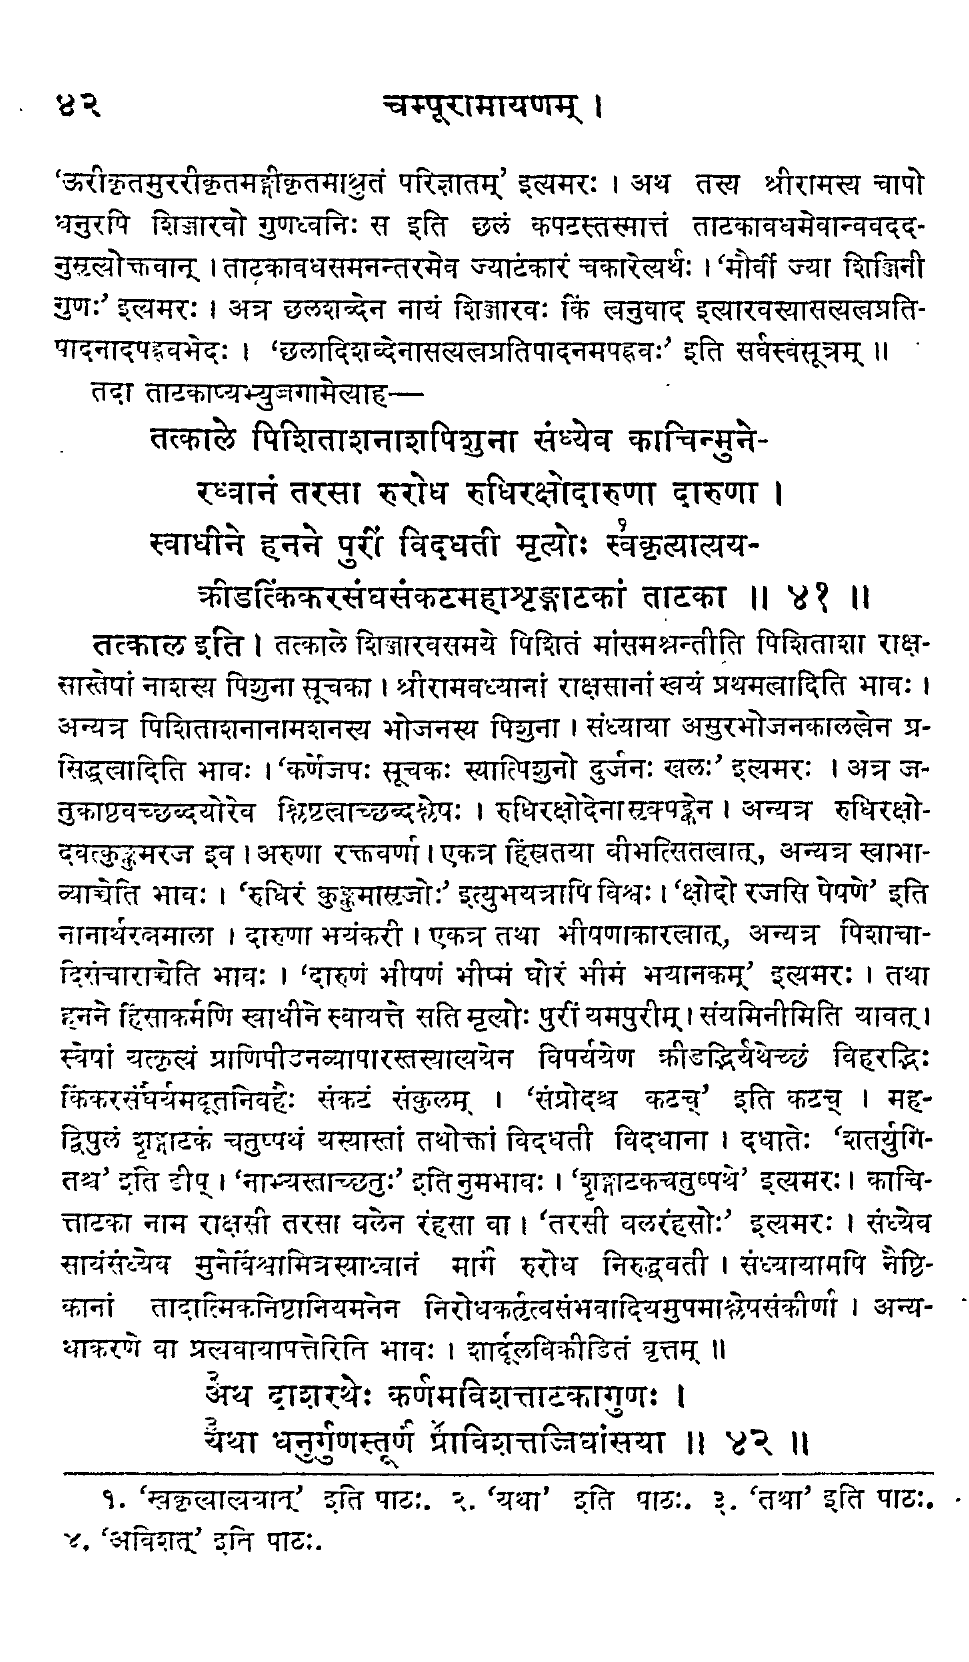 ४२ चम्पूरामायणम् ।
‘ऊरीकृतमुररीकृतमङ्गीकृतमाश्रुतं परिज्ञातम्’ इत्यमरः । अथ तस्य श्रीरामस्य चापो
धनुरपि शिञ्जारवो गुणध्वनिः स इति छलं कपटस्तस्मात्तं ताटकावधमेवान्ववदद-
नुसृत्योक्तवान् । ताटकावधसमनन्तरमेव ज्याटंकारं चकारेत्यर्थः । ‘मौर्वी ज्या शिञ्जिनी
गुणः’ इत्यमरः । अत्र छलशब्देन नायं शिञ्जारवः किं त्वनुवाद इत्यारवस्यासत्यत्वप्रति-
पादनादपह्नवभेदः । ‘छलादिशब्देनासत्यत्वप्रतिपादनमपह्नवः’ इति सर्वस्वसूत्रम् ॥
तदा ताटकाप्यभ्युज्जगामेत्याह—
तत्काले पिशिताशनाशपिशुना संध्येव काचिन्मुने-
रध्वानं तरसा रुरोध रुधिरक्षोदारुणा दारुणा ।
स्वाधीने हनने पुरीं विदधती मृत्योः स्वकृत्यात्यय-
क्रीडत्किंकरसंघसंकटमहाशृङ्गाटकां ताटका ॥ ४१ ॥
तत्काल इति । तत्काले शिञ्जारवसमये पिशितं मांसमश्नन्तीति पिशिताशा राक्ष-
सास्तेषां नाशस्य पिशुना सूचका । श्रीरामवध्यानां राक्षसानां स्वयं प्रथमत्वादिति भावः ।
अन्यत्र पिशिताशनानामशनस्य भोजनस्य पिशुना । संध्याया असुरभोजनकालत्वेन प्र-
सिद्धत्वादिति भावः । ‘कर्णेजपः सूचकः स्यात्पिशुनो दुर्जनः खलः’ इत्यमरः । अत्र ज-
तुकाष्ठवच्छब्दयोरेव श्लिष्टत्वाच्छब्दश्लेषः । रुधिरक्षोदेनासृक्पङ्केन । अन्यत्र रुधिरक्षो-
दवत्कुङ्कुमरज इव । अरुणा रक्तवर्णा । एकत्र हिंस्रतया बीभत्सितत्वात्, अन्यत्र स्वाभा-
व्याच्चेति भावः । ‘रुधिरं कुङ्कुमासृजोः’ इत्युभयत्रापि विश्वः । ‘क्षोदो रजसि पेषणे’ इति
नानार्थरत्नमाला । दारुणा भयंकरी । एकत्र तथा भीषणाकारत्वात्, अन्यत्र पिशाचा-
दिसंचाराच्चेति भावः । ‘दारुणं भीषणं भीष्मं घोरं भीमं भयानकम्’ इत्यमरः । तथा
हनने हिंसाकर्मणि स्वाधीने स्वायत्ते सति मृत्योः पुरीं यमपुरीम् । संयमिनीमिति यावत् ।
स्वेषां यत्कृत्यं प्राणिपीडनव्यापारस्तस्यात्ययेन विपर्ययेण क्रीडद्भिर्यथेच्छं विहरद्भिः
किंकरसंघैर्यमदूतनिवहैः संकटं संकुलम् । ‘संप्रोदश्च कटच्’ इति कटच् । मह-
द्विपुलं शृङ्गाटकं चतुष्पथं यस्यास्तां तथोक्तां विदधती विदधाना । दधातेः ‘शतर्युगि-
तश्च’ इति ङीप् । ‘नाभ्यस्ताच्छतुः’ इति नुमभावः । ‘शृङ्गाटकचतुष्पथे’ इत्यमरः । काचि-
त्ताटका नाम राक्षसी तरसा बलेन रंहसा वा । ‘तरसी बलरंहसोः’ इत्यमरः । संध्येव
सायंसंध्येव मुनेर्विश्वामित्रस्याध्वानं मार्गं रुरोध निरुद्धवती । संध्यायामपि नैष्ठि-
कानां तादात्मिकनिष्ठानियमनेन निरोधकर्तृत्वसंभवादियमुपमाश्लेषसंकीर्णा । अन्य-
थाकरणे वा प्रत्यवायापत्तेरिति भावः । शार्दूलविक्रीडितं वृत्तम् ॥
अथ दाशरथेः कर्णमविशत्ताटकागुणः ।
यथा धनुर्गुणस्तूर्णं प्राविशत्तज्जिघांसया ॥ ४२ ॥
१. ‘स्वकृत्यालयान्’ इति पाठः. २. ‘यथा’ इति पाठः. ३. ‘तथा’ इति पाठः.
४. ‘अविशत्’ इति पाठः.